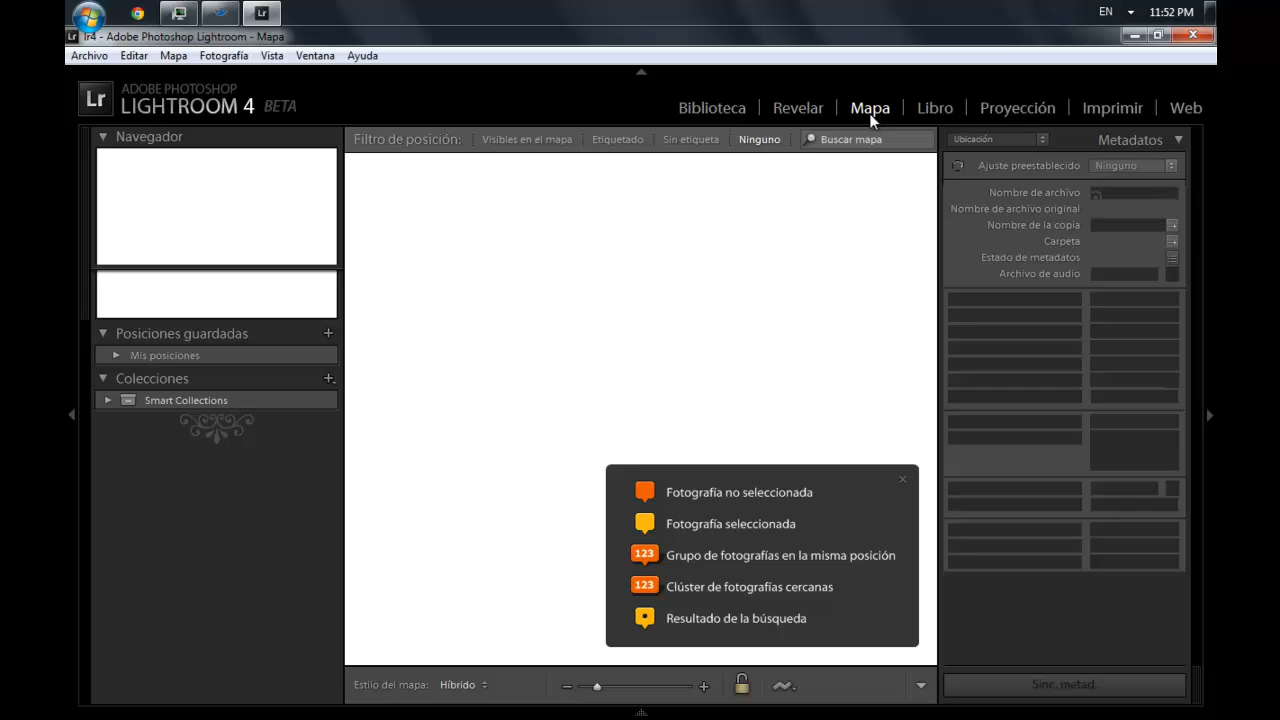 EN
11:52 PM
Lr
lr4 - Adobe Photoshop Lightroom - Mapa
Archivo Editar Mapa Fotografía Vista Ventana Ayuda
Lr
ADOBE PHOTOSHOP
LIGHTROOM 4 BETA
Biblioteca | Revelar | Mapa | Libro | Proyección | Imprimir | Web
Navegador
Posiciones guardadas
Mis posiciones
Colecciones
Smart Collections
Filtro de posición: Visibles en el mapa Etiquetado Sin etiqueta Ninguno Buscar mapa
Fotografía no seleccionada
Fotografía seleccionada
123 Grupo de fotografías en la misma posición
123 Clúster de fotografías cercanas
Resultado de la búsqueda
Estilo del mapa: Híbrido
Ubicación Metadatos
Ajuste preestablecido Ninguno
Nombre de archivo
Nombre de archivo original
Nombre de la copia
Carpeta
Estado de metadatos
Archivo de audio
Sinc. metad.